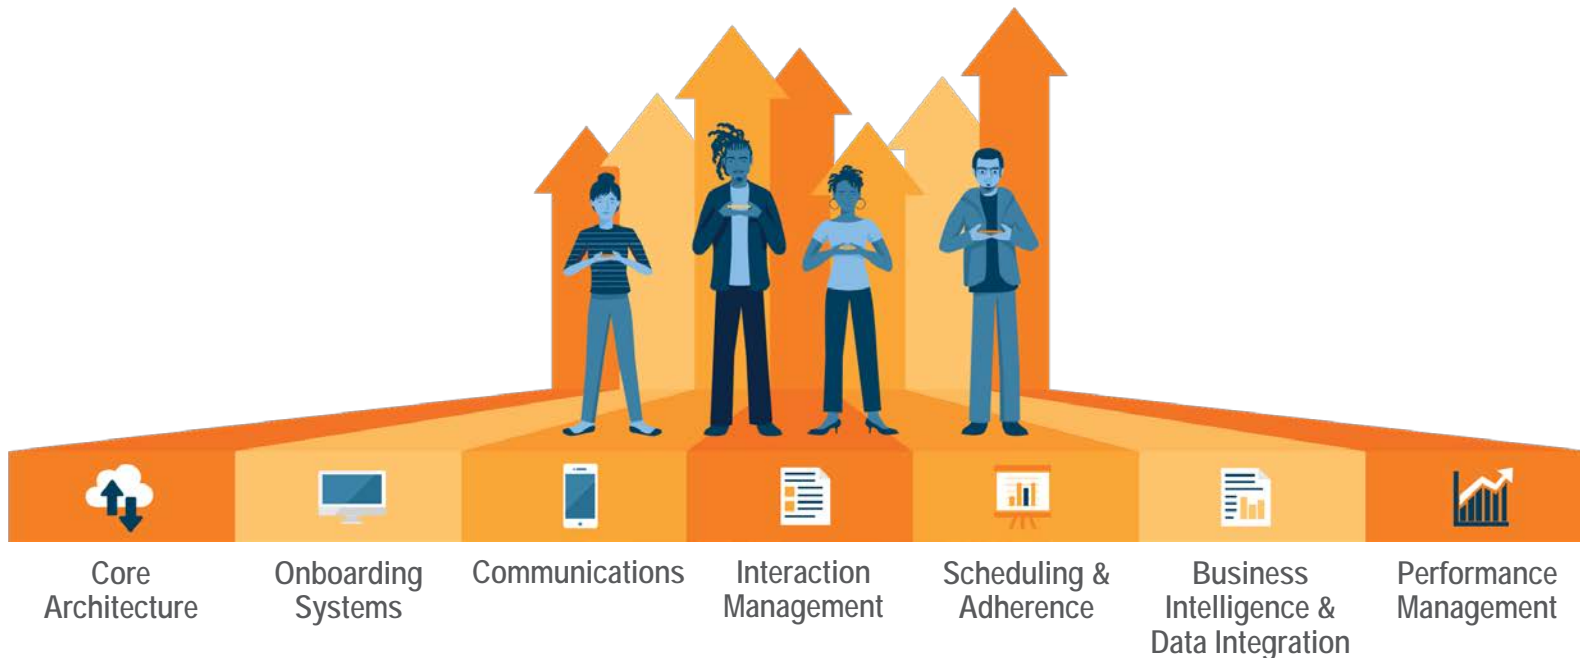 Core
Architecture
Onboarding
Systems
Communications
Interaction
Management
Scheduling &
Adherence
Business
Intelligence &
Data Integration
Performance
Management